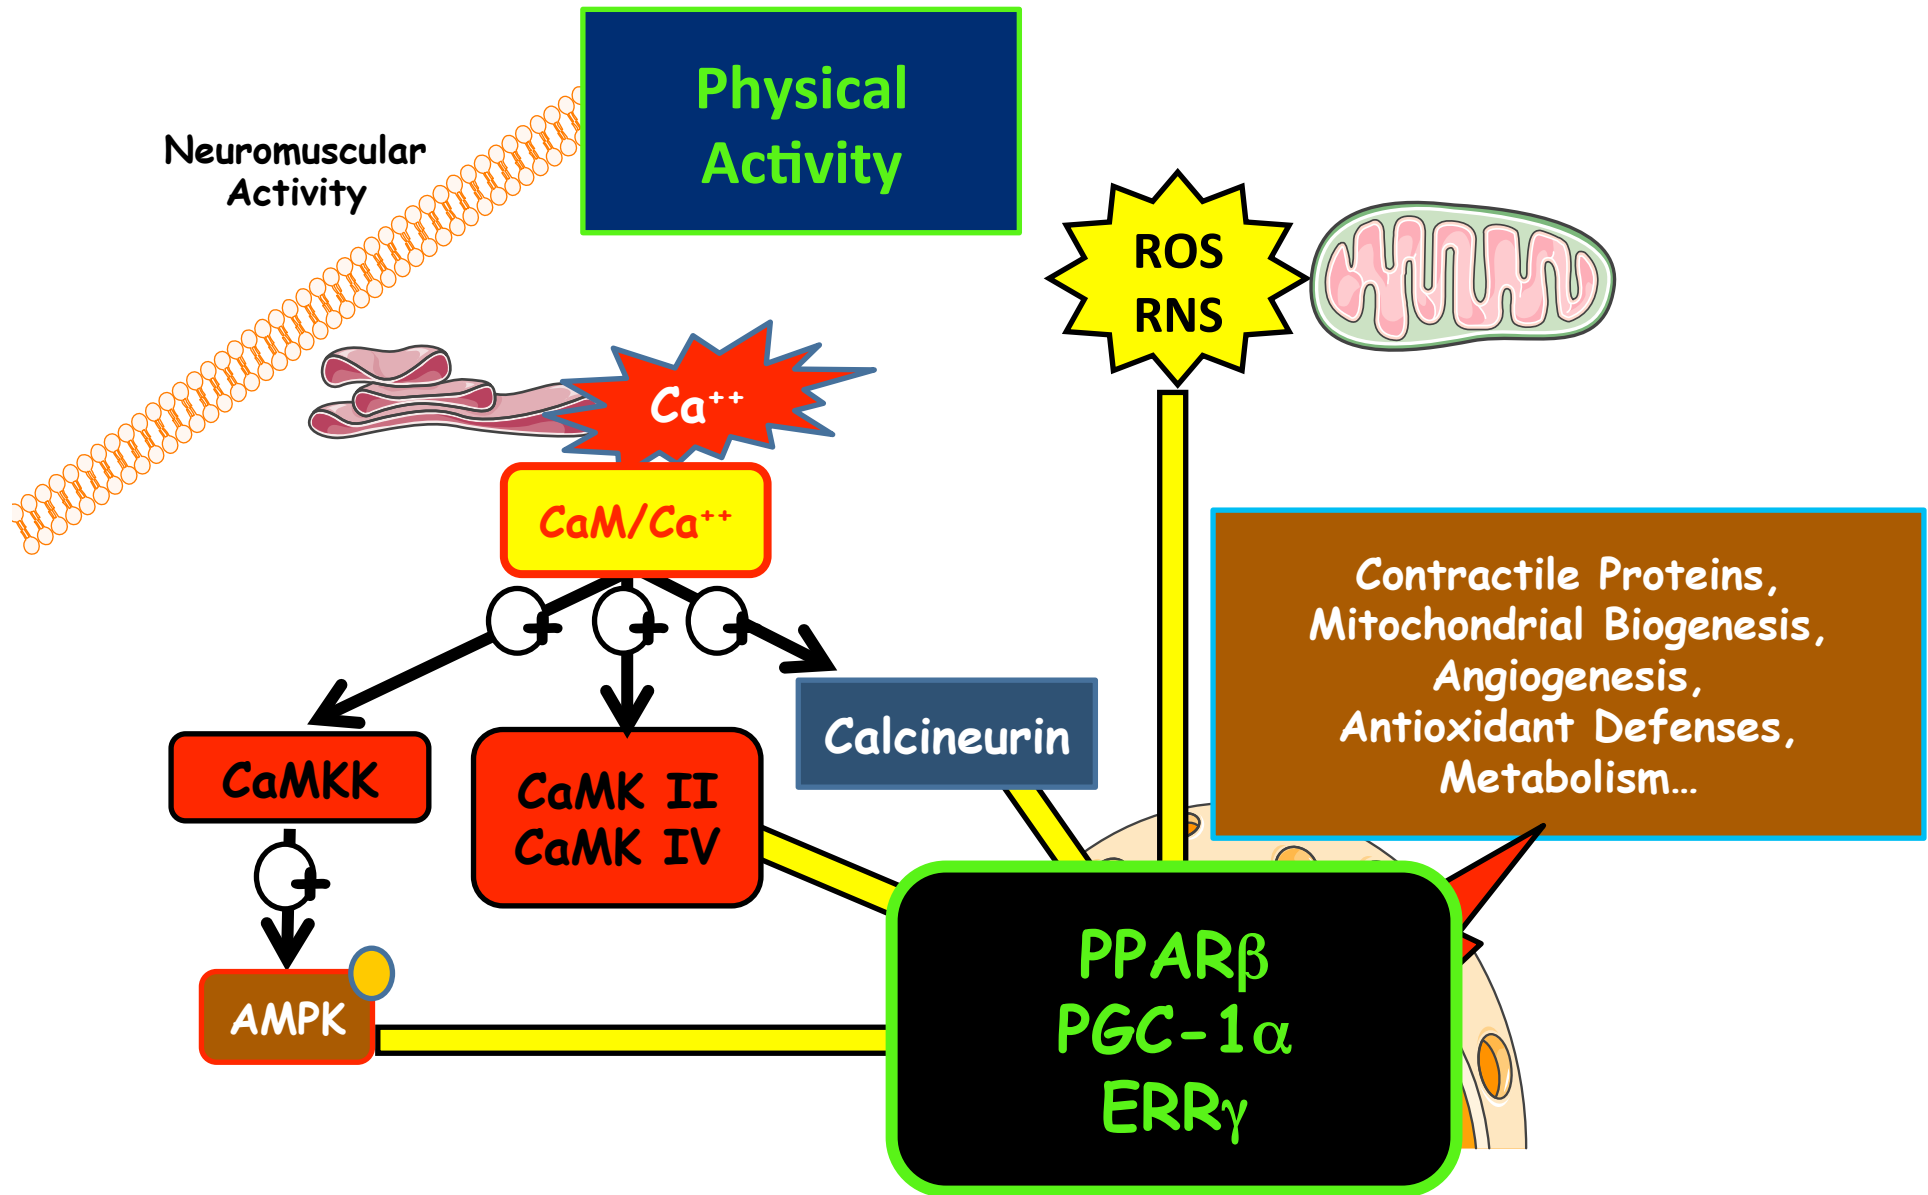 Physical
Activity
Neuromuscular
Activity
ROS
RNS
Ca⁺⁺
CaM/Ca⁺⁺
+
+
+
Contractile Proteins,
Mitochondrial Biogenesis,
Angiogenesis,
Antioxidant Defenses,
Metabolism...
Calcineurin
CaMKK
CaMK II
CaMK IV
+
AMPK
PPARβ
PGC-1α
ERRγ